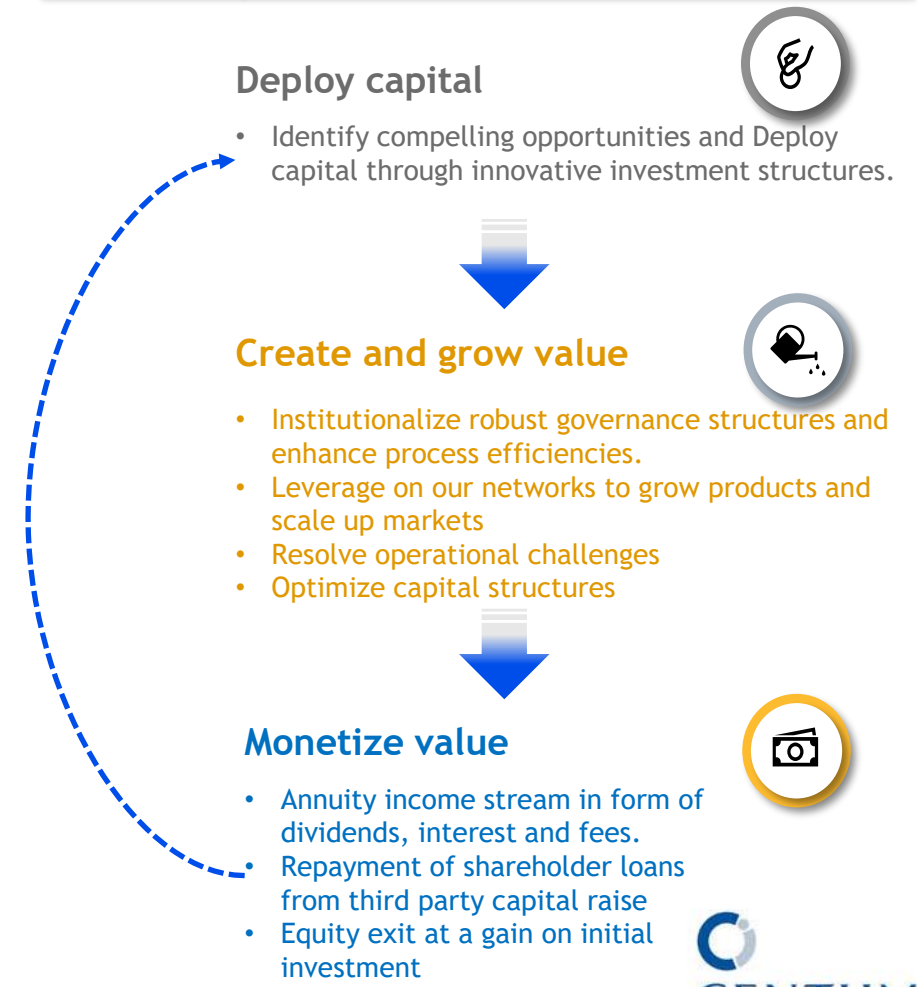 Deploy capital
• Identify compelling opportunities and Deploy
capital through innovative investment structures.
Create and grow value
• Institutionalize robust governance structures and
enhance process efficiencies.
• Leverage on our networks to grow products and
scale up markets
• Resolve operational challenges
• Optimize capital structures
Monetize value
• Annuity income stream in form of
dividends, interest and fees.
• Repayment of shareholder loans
from third party capital raise
• Equity exit at a gain on initial
investment